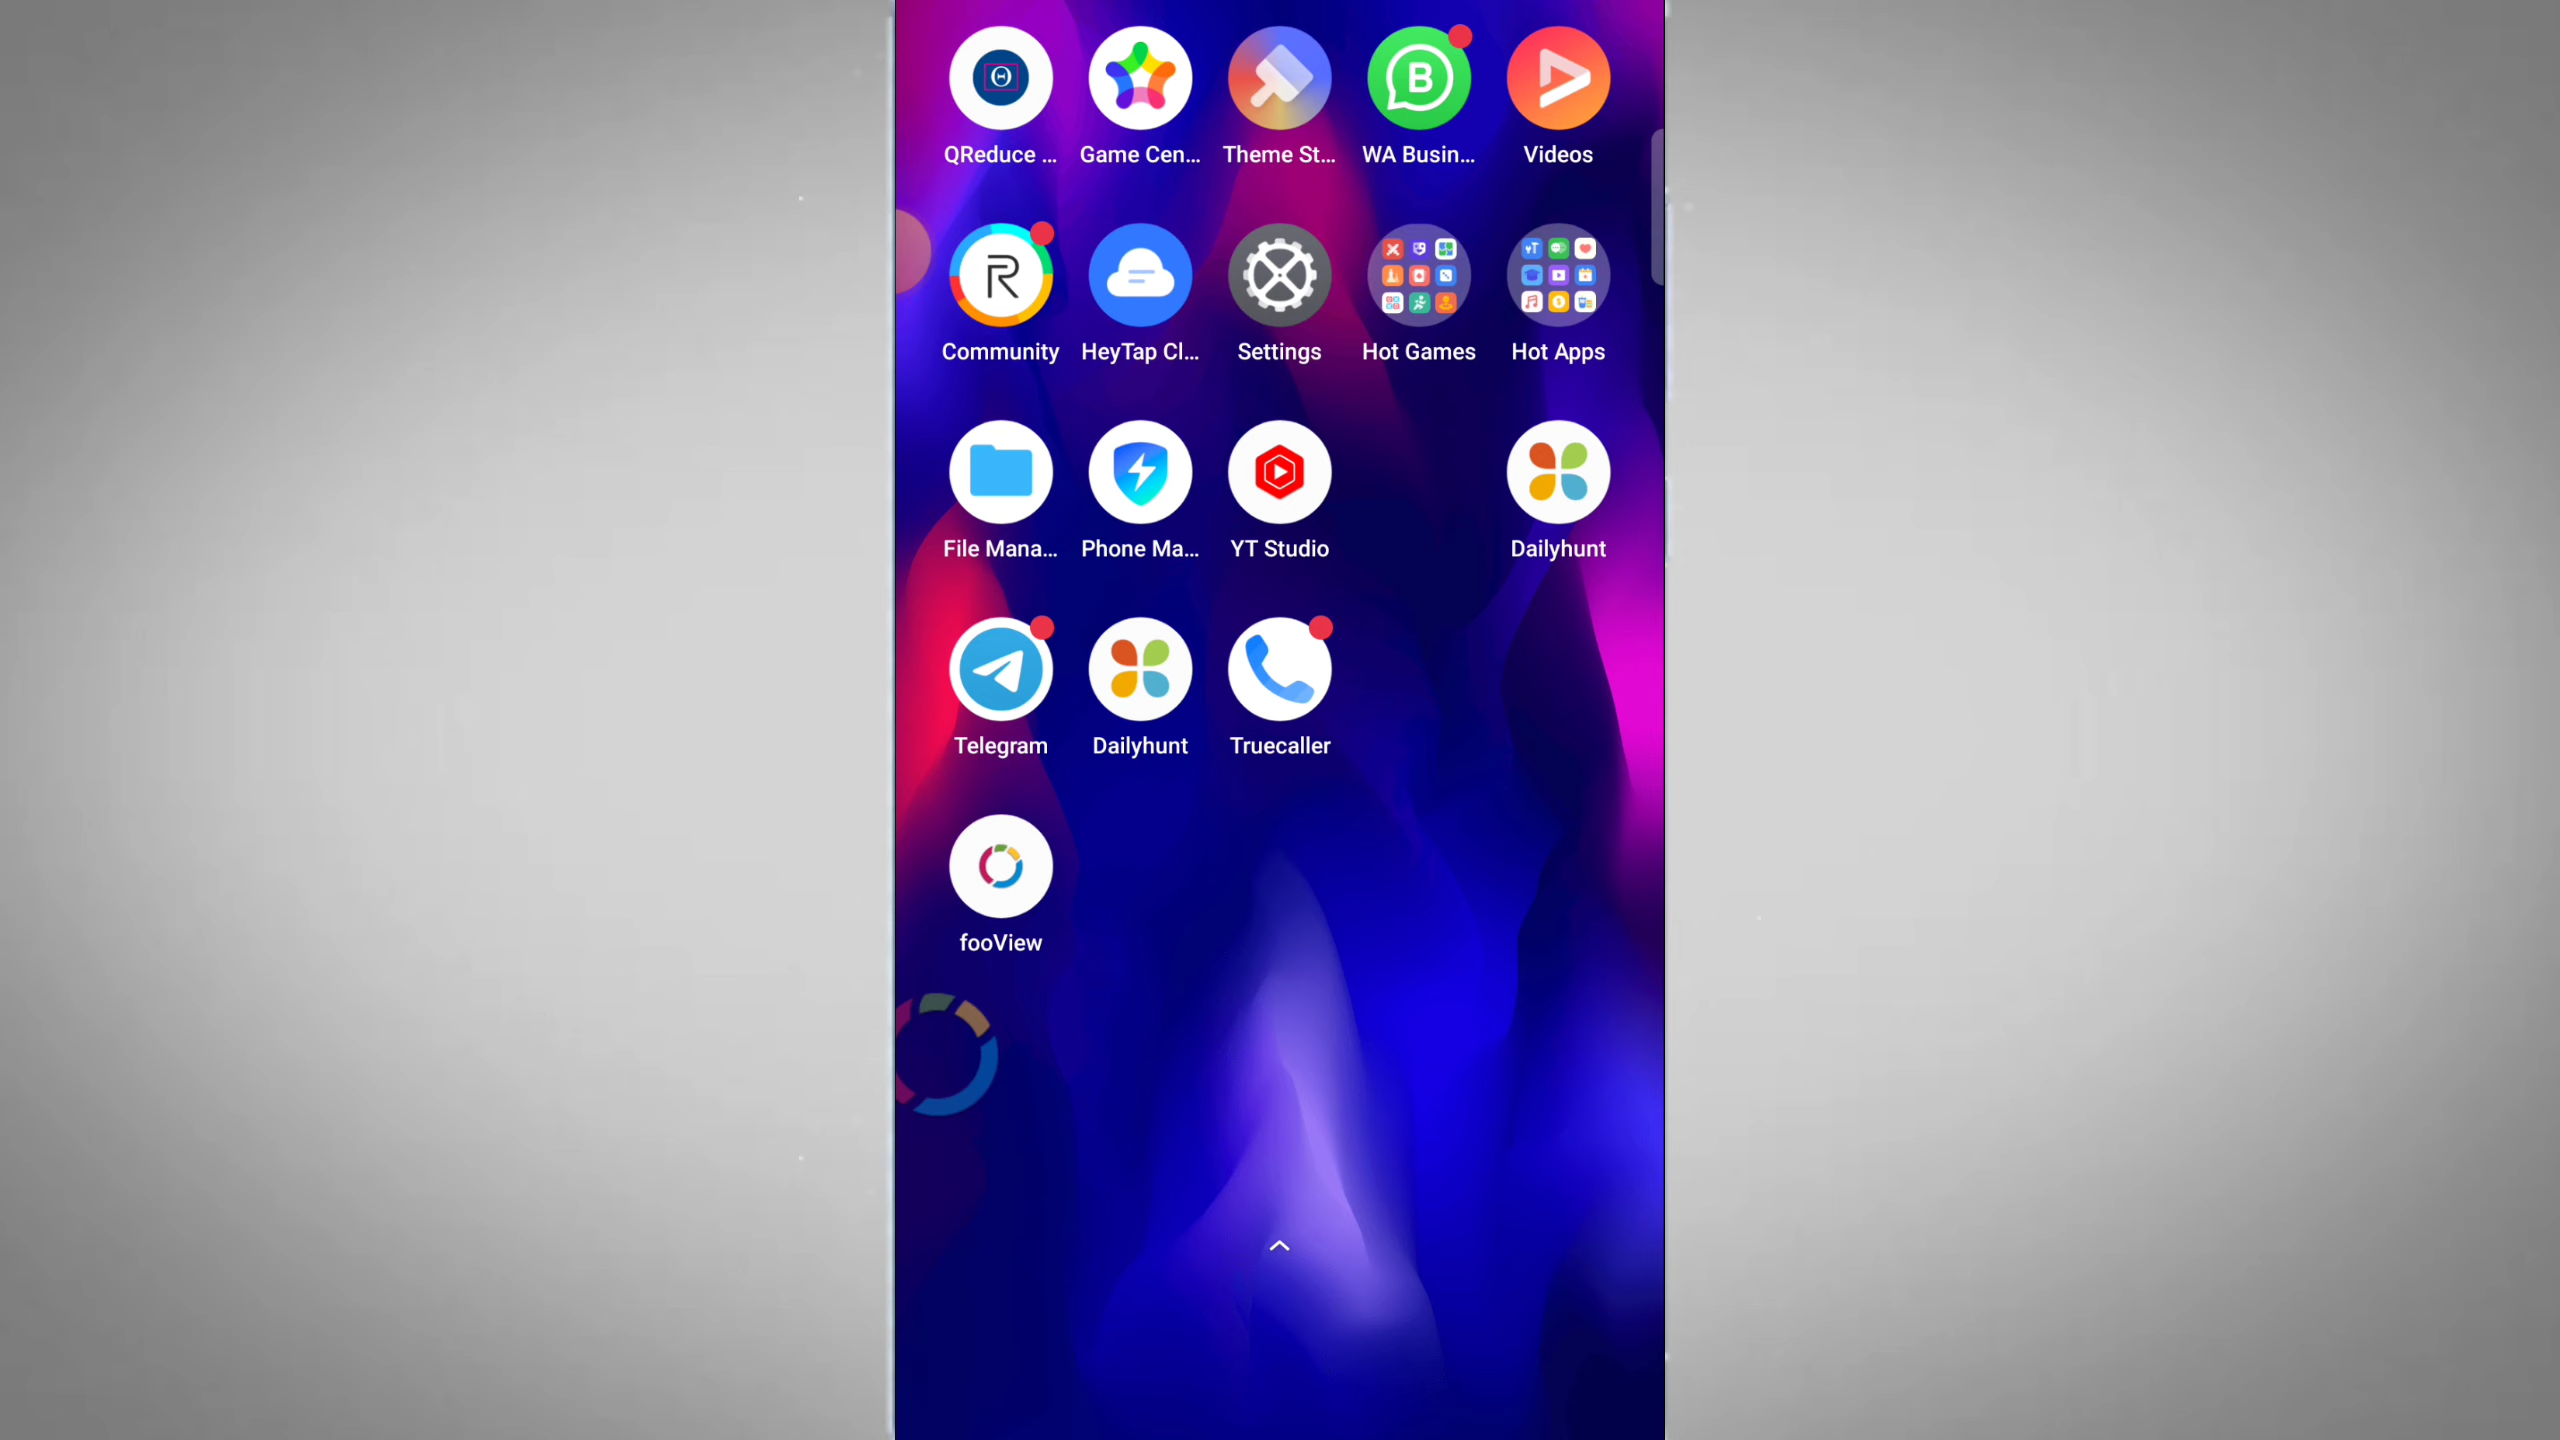 QReduce ... Game Cen... Theme St... WA Busin... Videos
Community HeyTap Cl... Settings Hot Games Hot Apps
File Mana... Phone Ma... YT Studio Dailyhunt
Telegram Dailyhunt Truecaller
fooView